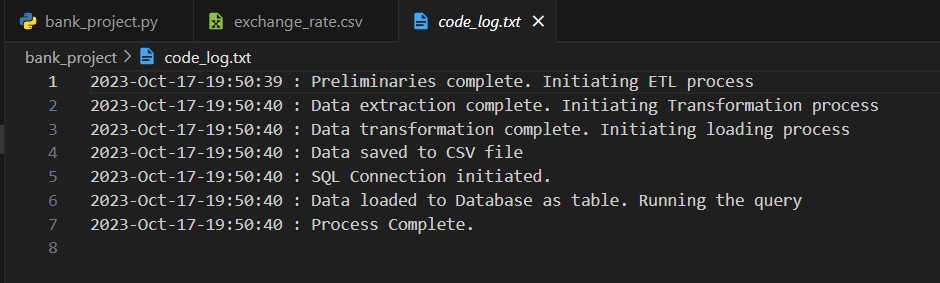 bank_project.py exchange_rate.csv code_log.txt ×
bank_project > code_log.txt
1 2023-Oct-17-19:50:39 : Preliminaries complete. Initiating ETL process
2 2023-Oct-17-19:50:40 : Data extraction complete. Initiating Transformation process
3 2023-Oct-17-19:50:40 : Data transformation complete. Initiating loading process
4 2023-Oct-17-19:50:40 : Data saved to CSV file
5 2023-Oct-17-19:50:40 : SQL Connection initiated.
6 2023-Oct-17-19:50:40 : Data loaded to Database as table. Running the query
7 2023-Oct-17-19:50:40 : Process Complete.
8